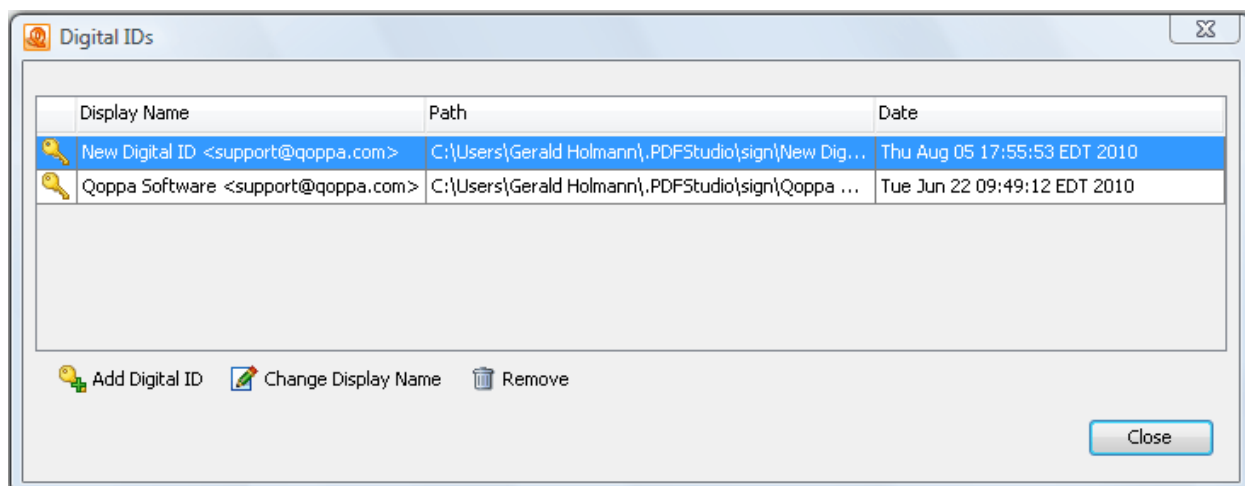 Digital IDs
Display Name Path Date
New Digital ID <support@qoppa.com> C:\Users\Gerald Holmann\.PDFStudio\sign\New Dig... Thu Aug 05 17:55:53 EDT 2010
Qoppa Software <support@qoppa.com> C:\Users\Gerald Holmann\.PDFStudio\sign\Qoppa ... Tue Jun 22 09:49:12 EDT 2010
Add Digital ID Change Display Name Remove
Close